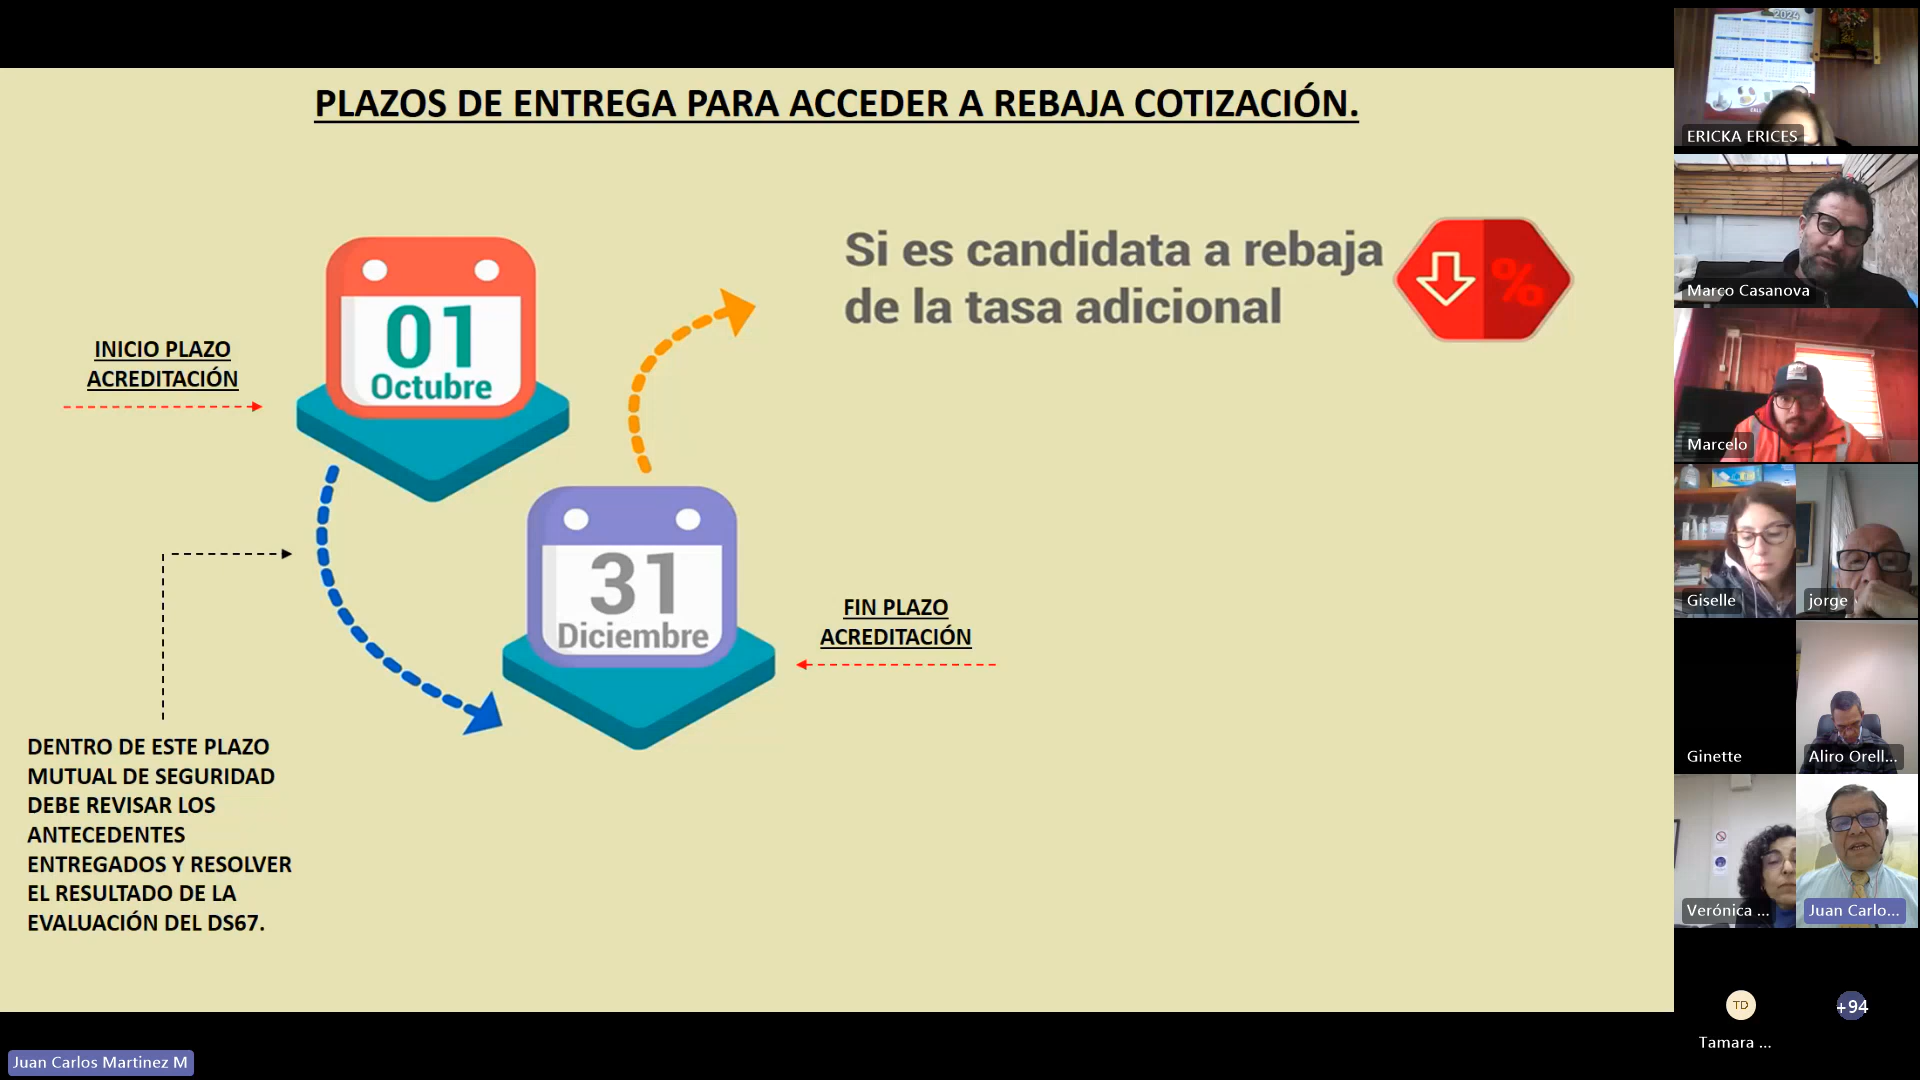 PLAZOS DE ENTREGA PARA ACCEDER A REBAJA COTIZACIÓN.
Si es candidata a rebaja
de la tasa adicional
%
01
Octubre
INICIO PLAZO
ACREDITACIÓN
31
Diciembre
FIN PLAZO
ACREDITACIÓN
DENTRO DE ESTE PLAZO
MUTUAL DE SEGURIDAD
DEBE REVISAR LOS
ANTECEDENTES
ENTREGADOS Y RESOLVER
EL RESULTADO DE LA
EVALUACIÓN DEL DS67.
Juan Carlos Martinez M
2024
ERICKA ERICES
Marco Casanova
Marcelo
Giselle
jorge
Ginette
Aliro Orell...
Verónica ...
Juan Carlo...
TD
+94
Tamara ...